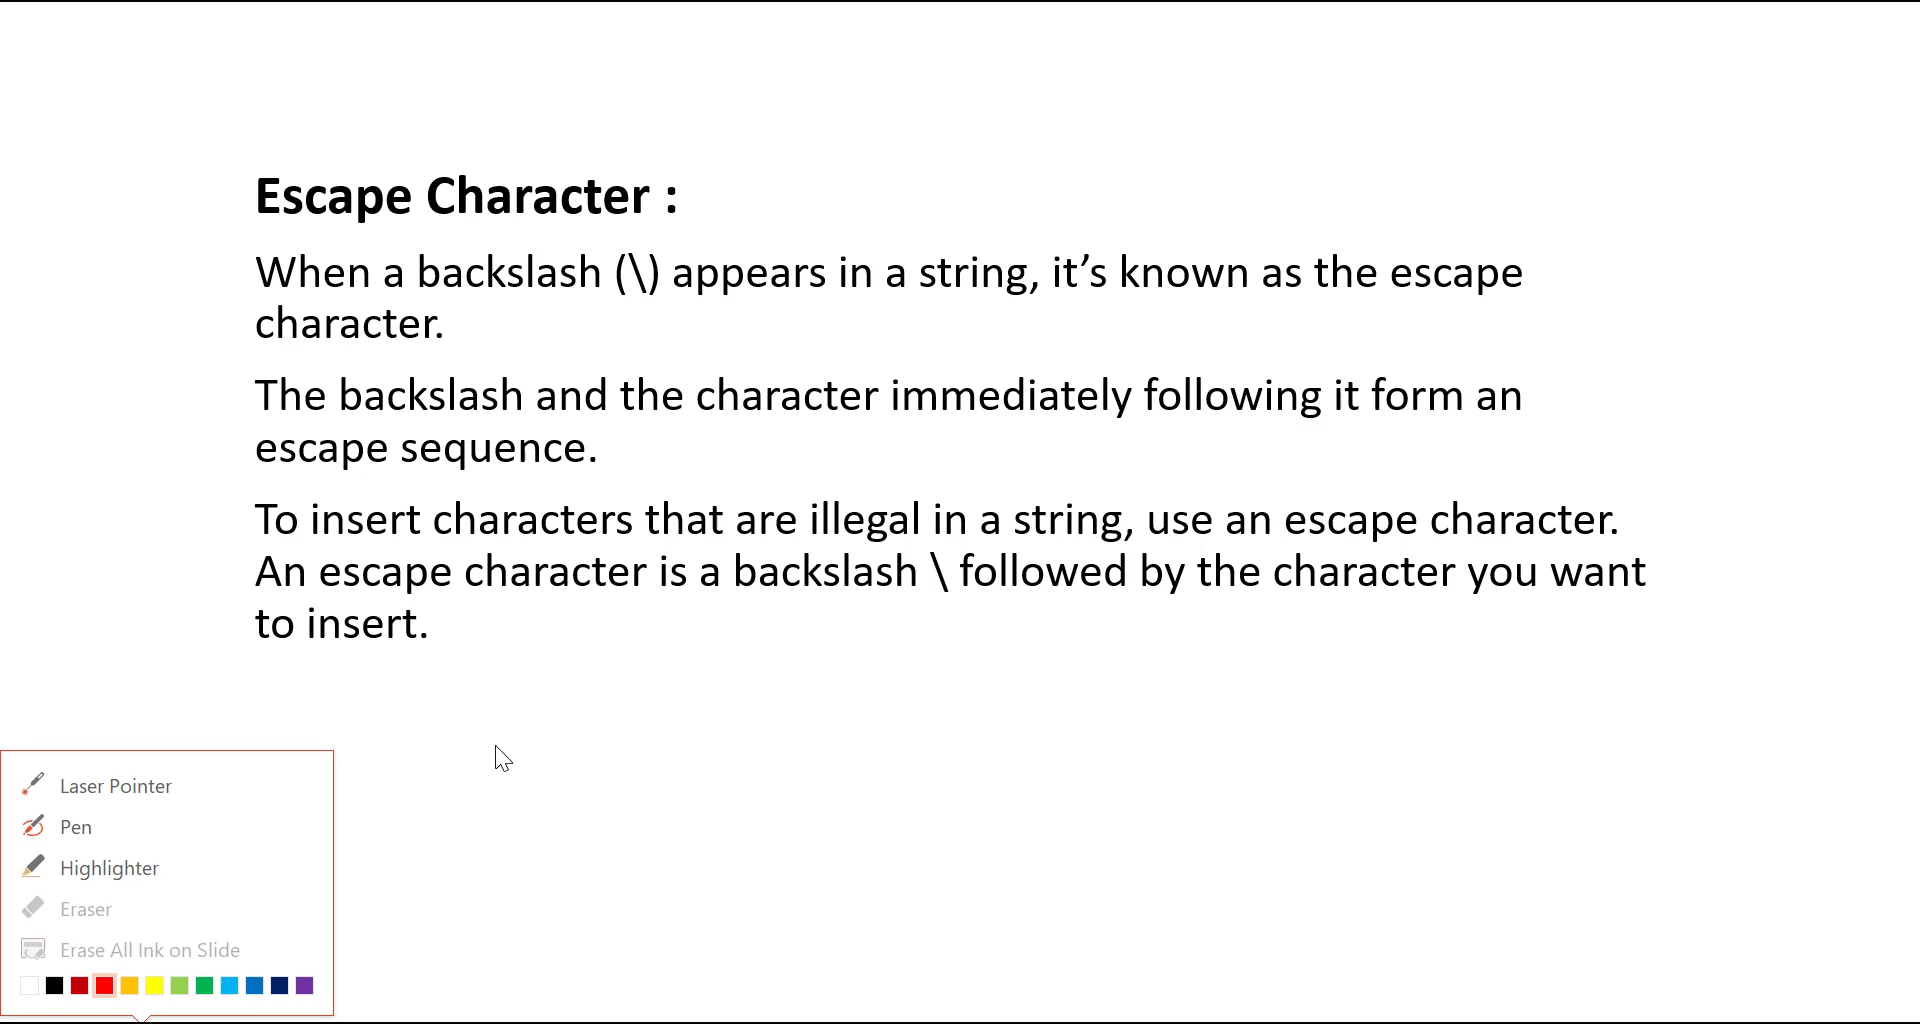 Escape Character :
When a backslash (\) appears in a string, it’s known as the escape
character.
The backslash and the character immediately following it form an
escape sequence.
To insert characters that are illegal in a string, use an escape character.
An escape character is a backslash \ followed by the character you want
to insert.
Laser Pointer
Pen
Highlighter
Eraser
Erase All Ink on Slide